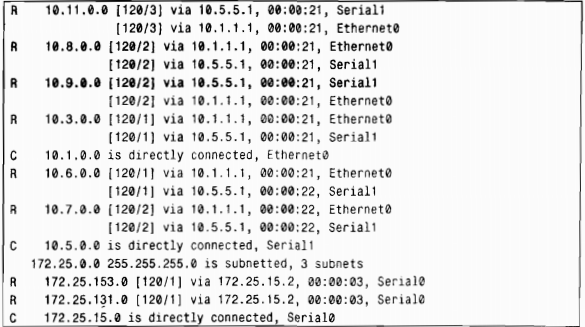 R 10.11.0.0 [120/3] via 10.5.5.1, 00:00:21, Serial1
[120/3] via 10.1.1.1, 00:00:21, Ethernet0
R 10.8.0.0 [120/2] via 10.1.1.1, 00:00:21, Ethernet0
[120/2] via 10.5.5.1, 00:00:21, Serial1
R 10.9.0.0 [120/2] via 10.5.5.1, 00:00:21, Serial1
[120/2] via 10.1.1.1, 00:00:21, Ethernet0
R 10.3.0.0 [120/1] via 10.1.1.1, 00:00:21, Ethernet0
[120/1] via 10.5.5.1, 00:00:21, Serial1
C 10.1.0.0 is directly connected, Ethernet0
R 10.6.0.0 [120/1] via 10.1.1.1, 00:00:21, Ethernet0
[120/1] via 10.5.5.1, 00:00:22, Serial1
R 10.7.0.0 [120/2] via 10.1.1.1, 00:00:22, Ethernet0
[120/2] via 10.5.5.1, 00:00:22, Serial1
C 10.5.0.0 is directly connected, Serial1
172.25.0.0 255.255.255.0 is subnetted, 3 subnets
R 172.25.153.0 [120/1] via 172.25.15.2, 00:00:03, Serial0
R 172.25.131.0 [120/1] via 172.25.15.2, 00:00:03, Serial0
C 172.25.15.0 is directly connected, Serial0